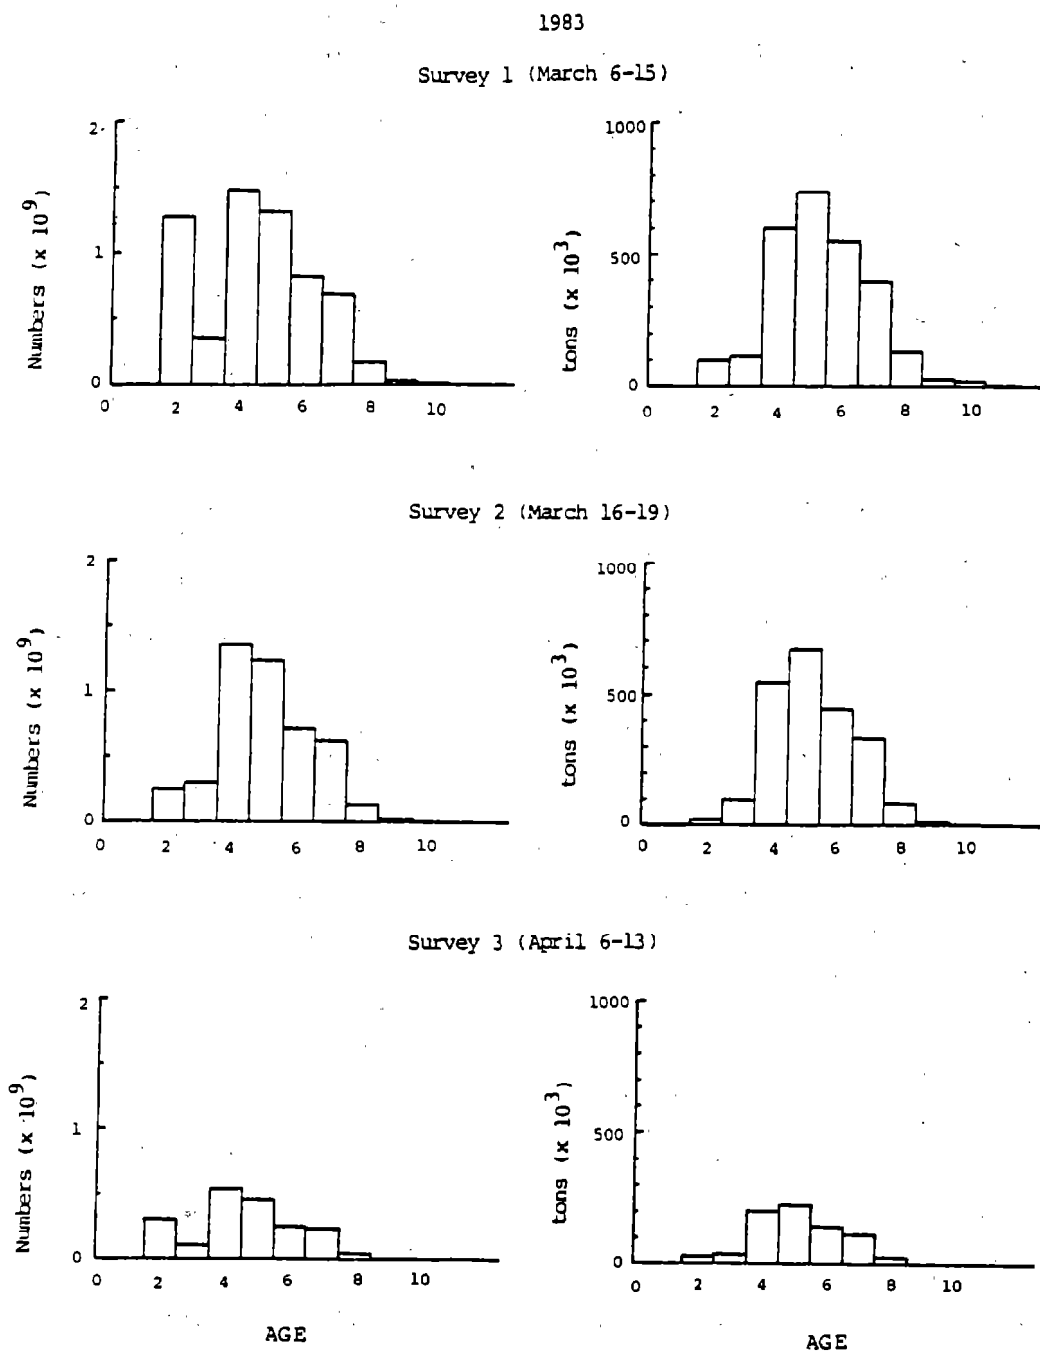 1983
Survey 1 (March 6-15)
Numbers (x 10^9)
2
1
0
0 2 4 6 8 10
tons (x 10^3)
1000
500
0
0 2 4 6 8 10
Survey 2 (March 16-19)
Numbers (x 10^9)
2
1
0
0 2 4 6 8 10
tons (x 10^3)
1000
500
0
0 2 4 6 8 10
Survey 3 (April 6-13)
Numbers (x 10^9)
2
1
0
0 2 4 6 8 10
AGE
tons (x 10^3)
1000
500
0
0 2 4 6 8 10
AGE